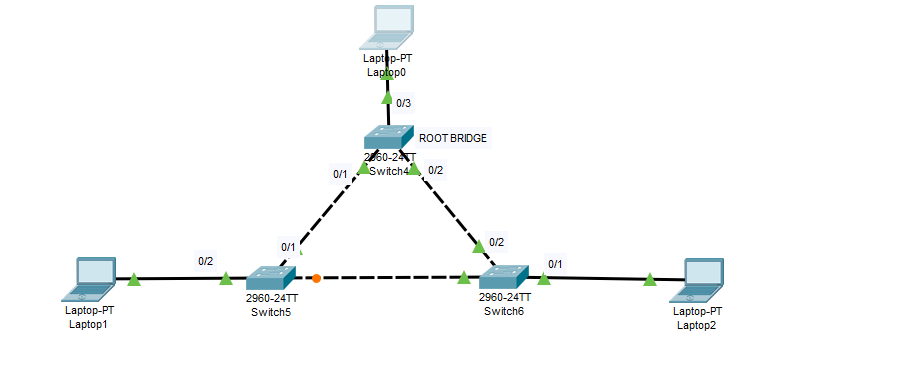 Laptop-PT
Laptop0
0/3
ROOT BRIDGE
2960-24TT
Switch4
0/1
0/2
0/1
0/2
0/2
0/1
Laptop-PT
Laptop1
2960-24TT
Switch5
2960-24TT
Switch6
Laptop-PT
Laptop2